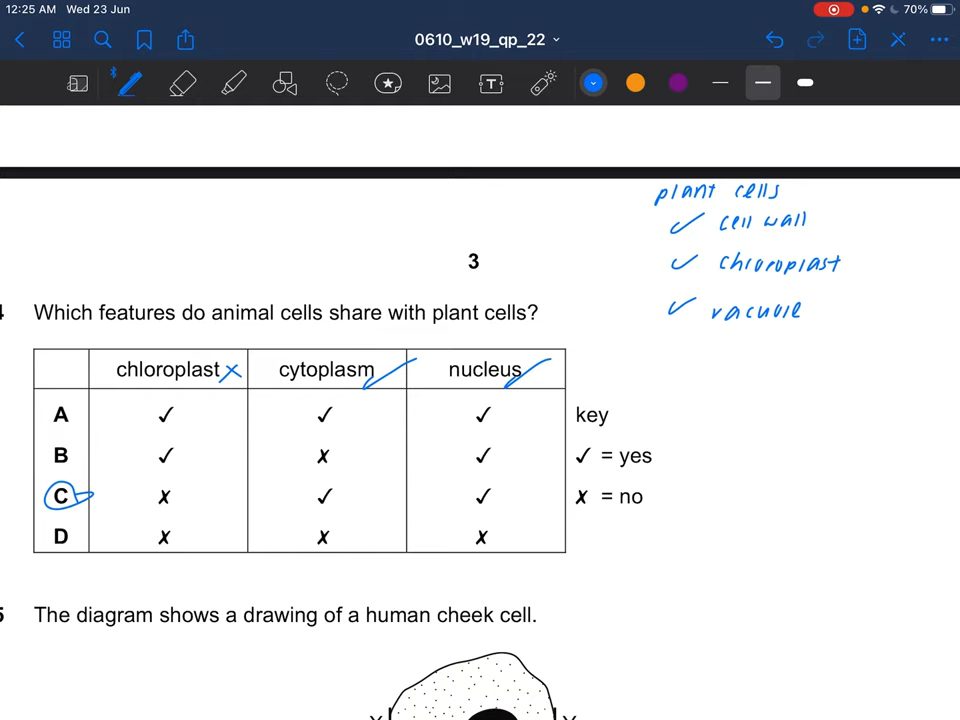 12:25 AM Wed 23 Jun
70%
0610_w19_qp_22
plant cells
✓ cell wall
3
✓ chloroplast
✓ vacuole
4 Which features do animal cells share with plant cells?
chloroplast x cytoplasm ✓ nucleus ✓
A ✓ ✓ ✓ key
B ✓ ✗ ✓ ✓ = yes
C ✗ ✓ ✓ ✗ = no
D ✗ ✗ ✗
5 The diagram shows a drawing of a human cheek cell.
X Y